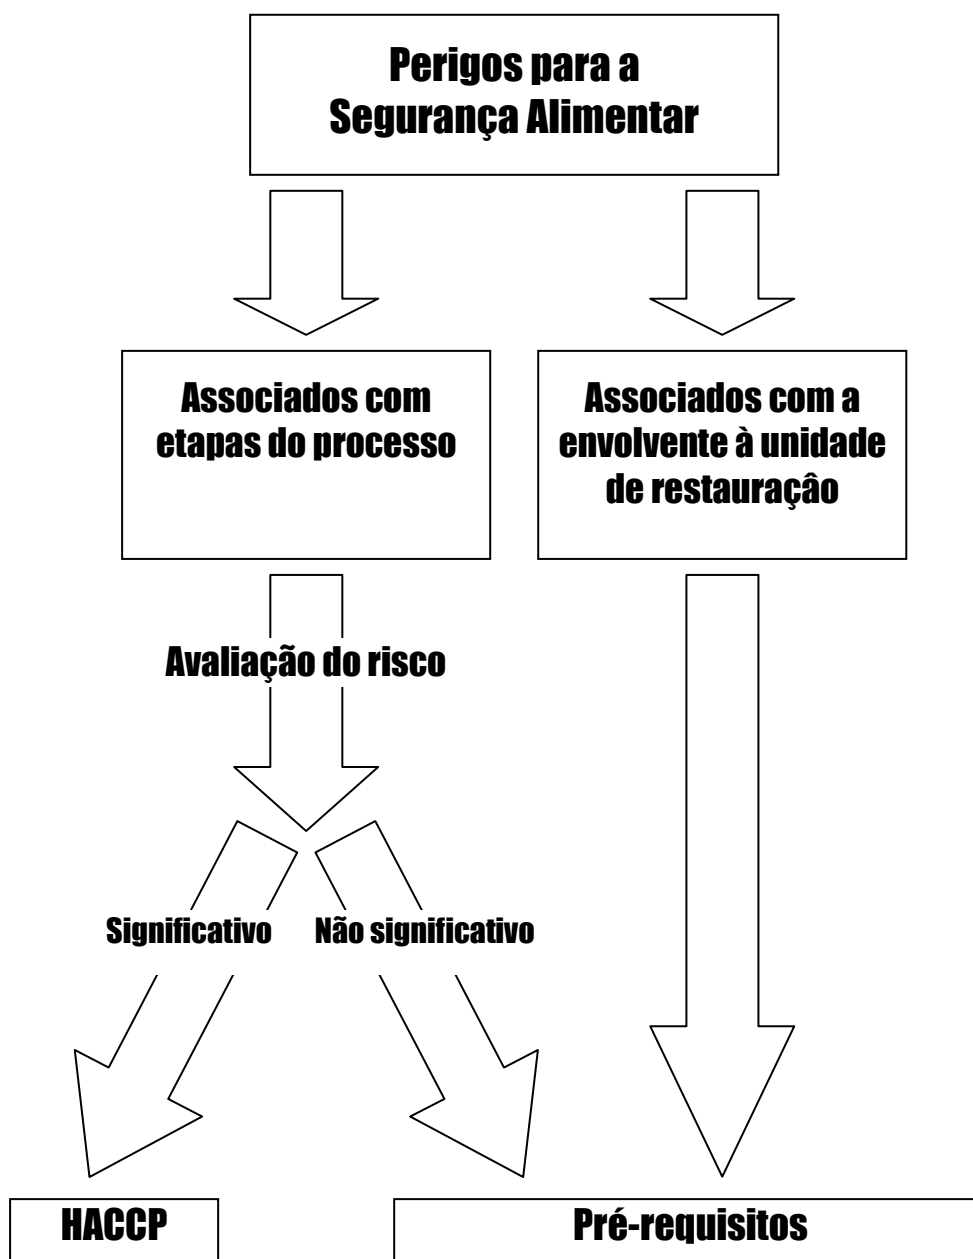 Perigos para a
Segurança Alimentar
Associados com
etapas do processo
Associados com a
envolvente à unidade
de restauraçâo
Avaliação do risco
Significativo
Não significativo
HACCP
Pré-requisitos